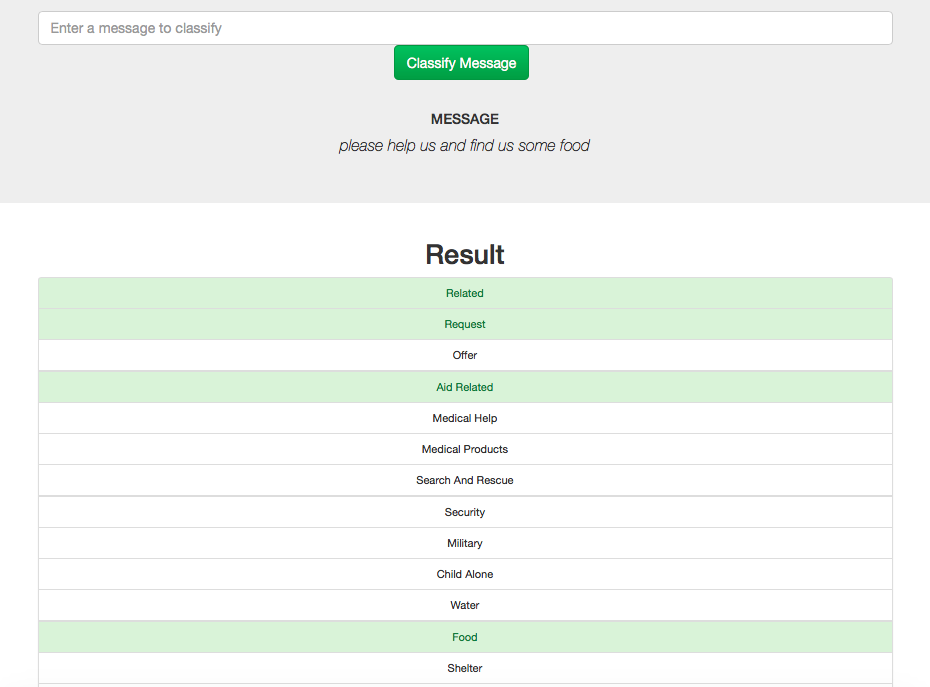 Enter a message to classify
Classify Message
MESSAGE
please help us and find us some food
Result
Related
Request
Offer
Aid Related
Medical Help
Medical Products
Search And Rescue
Security
Military
Child Alone
Water
Food
Shelter